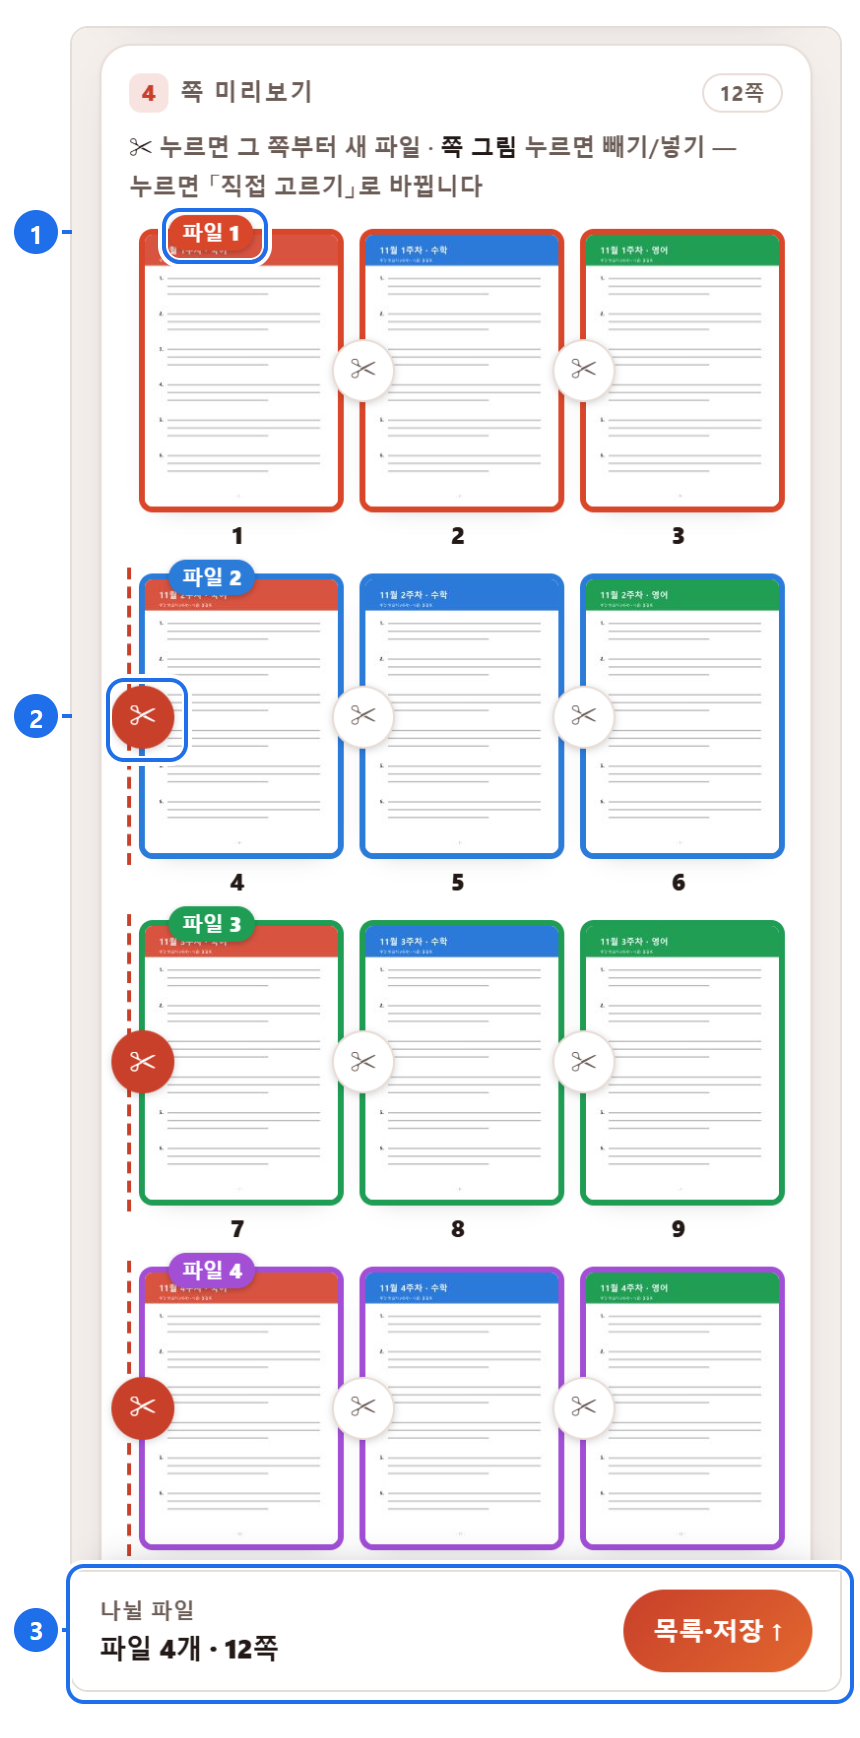 4 쪽 미리보기 12쪽
✂ 누르면 그 쪽부터 새 파일 · 쪽 그림 누르면 빼기/넣기 —
누르면 「직접 고르기」로 바뀝니다
1
파일 1
11월 1주차 · 수학
11월 1주차 · 영어
1 2 3
파일 2
11월 2주차 · 수학
11월 2주차 · 영어
2
4 5 6
파일 3
11월 3주차 · 수학
11월 3주차 · 영어
7 8 9
파일 4
11월 4주차 · 수학
11월 4주차 · 영어
3
나뉠 파일
파일 4개 · 12쪽
목록·저장 ↑